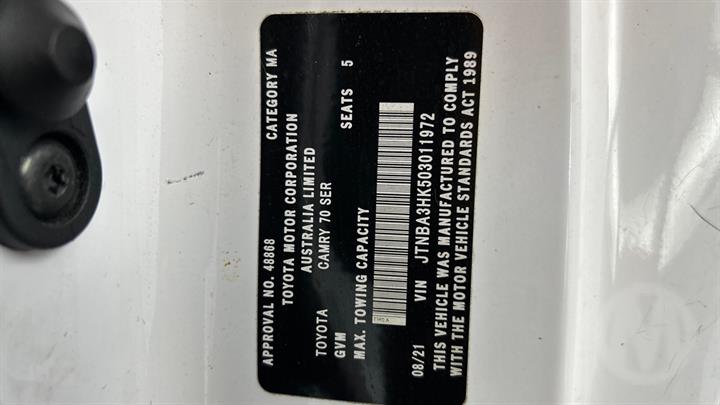 APPROVAL NO. 48868 CATEGORY MA
TOYOTA MOTOR CORPORATION
AUSTRALIA LIMITED
TOYOTA CAMRY 70 SER
GVM SEATS 5
MAX. TOWING CAPACITY
08/21 VIN JTNBA3HK503011972
THIS VEHICLE WAS MANUFACTURED TO COMPLY
WITH THE MOTOR VEHICLE STANDARDS ACT 1989